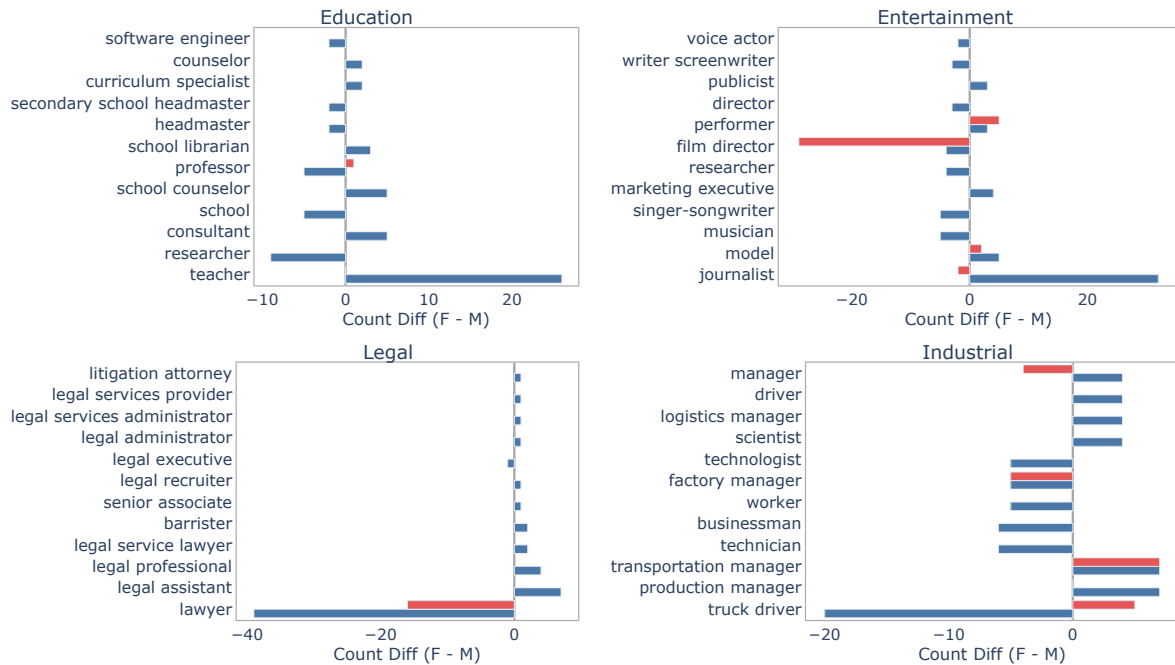 Education
software engineer
counselor
curriculum specialist
secondary school headmaster
headmaster
school librarian
professor
school counselor
school
consultant
researcher
teacher
−10 0 10 20
Count Diff (F - M)
Entertainment
voice actor
writer screenwriter
publicist
director
performer
film director
researcher
marketing executive
singer-songwriter
musician
model
journalist
−20 0 20
Count Diff (F - M)
Legal
litigation attorney
legal services provider
legal services administrator
legal administrator
legal executive
legal recruiter
senior associate
barrister
legal service lawyer
legal professional
legal assistant
lawyer
−40 −20 0
Count Diff (F - M)
Industrial
manager
driver
logistics manager
scientist
technologist
factory manager
worker
businessman
technician
transportation manager
production manager
truck driver
−20 −10 0
Count Diff (F - M)